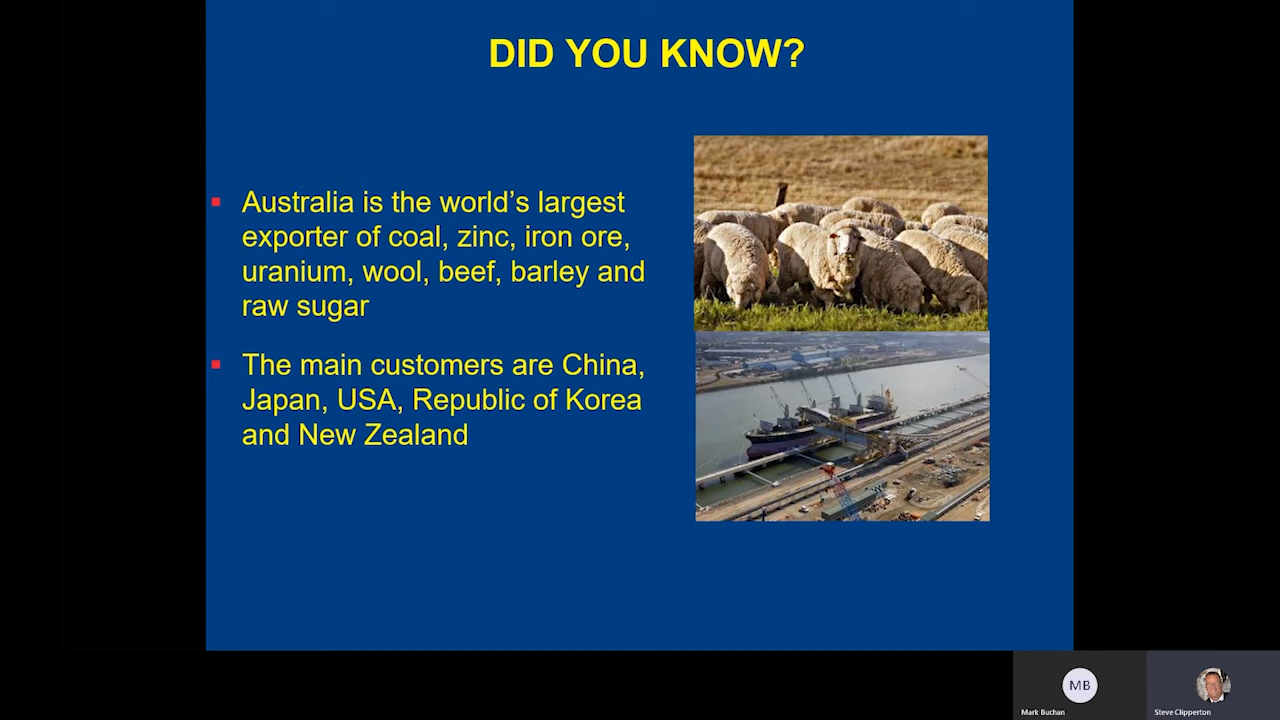 DID YOU KNOW?
Australia is the world’s largest
exporter of coal, zinc, iron ore,
uranium, wool, beef, barley and
raw sugar
The main customers are China,
Japan, USA, Republic of Korea
and New Zealand
MB
Mark Buchan
Steve Clipperton